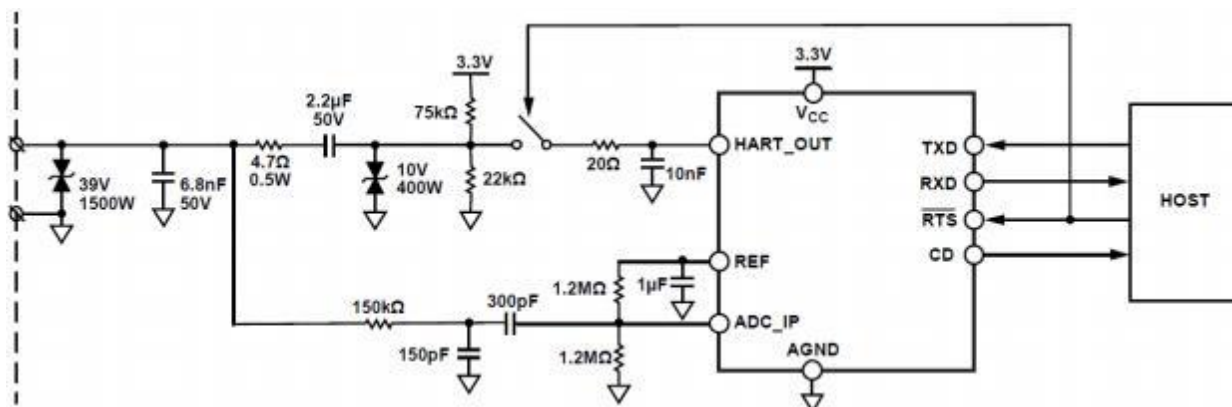 3.3V
3.3V
2.2µF
50V
75kΩ
VCC
HART_OUT
TXD
4.7Ω
0.5W
10V
400W
20Ω
10nF
39V
1500W
6.8nF
50V
22kΩ
RXD
HOST
RTS
CD
REF
1.2MΩ
1µF
150kΩ
300pF
ADC_IP
150pF
1.2MΩ
AGND